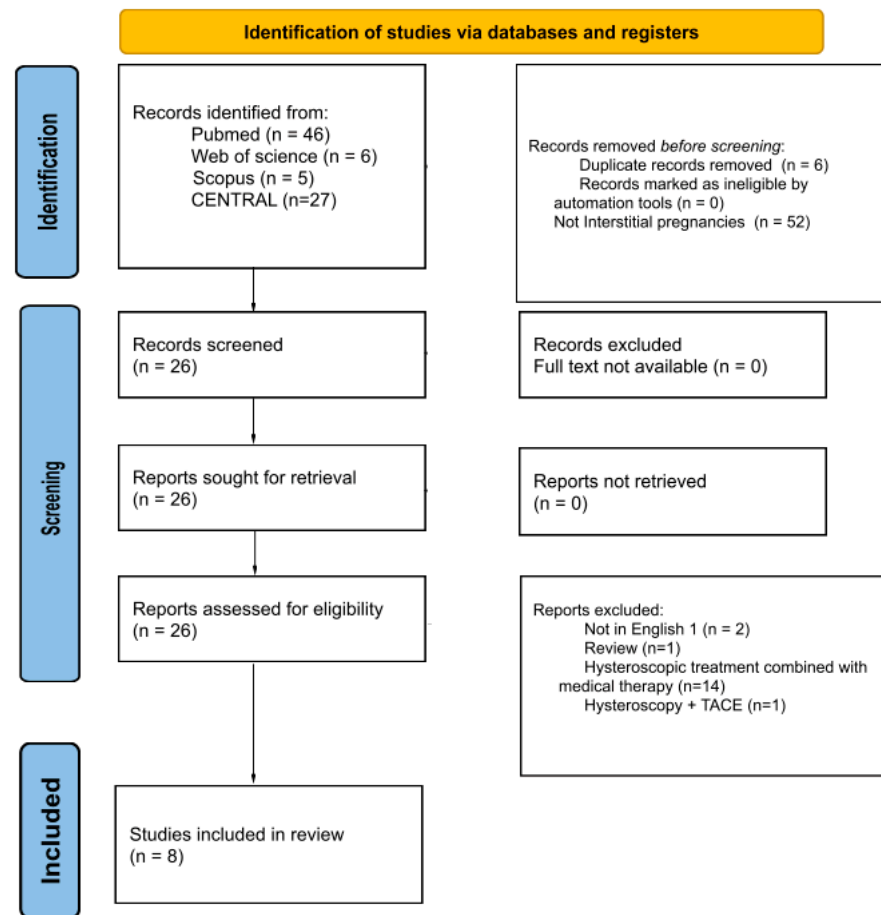 Identification of studies via databases and registers
Identification
Records identified from:
Pubmed (n = 46)
Web of science (n = 6)
Scopus (n = 5)
CENTRAL (n=27)
Records removed before screening:
Duplicate records removed (n = 6)
Records marked as ineligible by
automation tools (n = 0)
Not Interstitial pregnancies (n = 52)
Screening
Records screened
(n = 26)
Records excluded
Full text not available (n = 0)
Reports sought for retrieval
(n = 26)
Reports not retrieved
(n = 0)
Reports assessed for eligibility
(n = 26)
Reports excluded:
Not in English 1 (n = 2)
Review (n=1)
Hysteroscopic treatment combined with
medical therapy (n=14)
Hysteroscopy + TACE (n=1)
Included
Studies included in review
(n = 8)